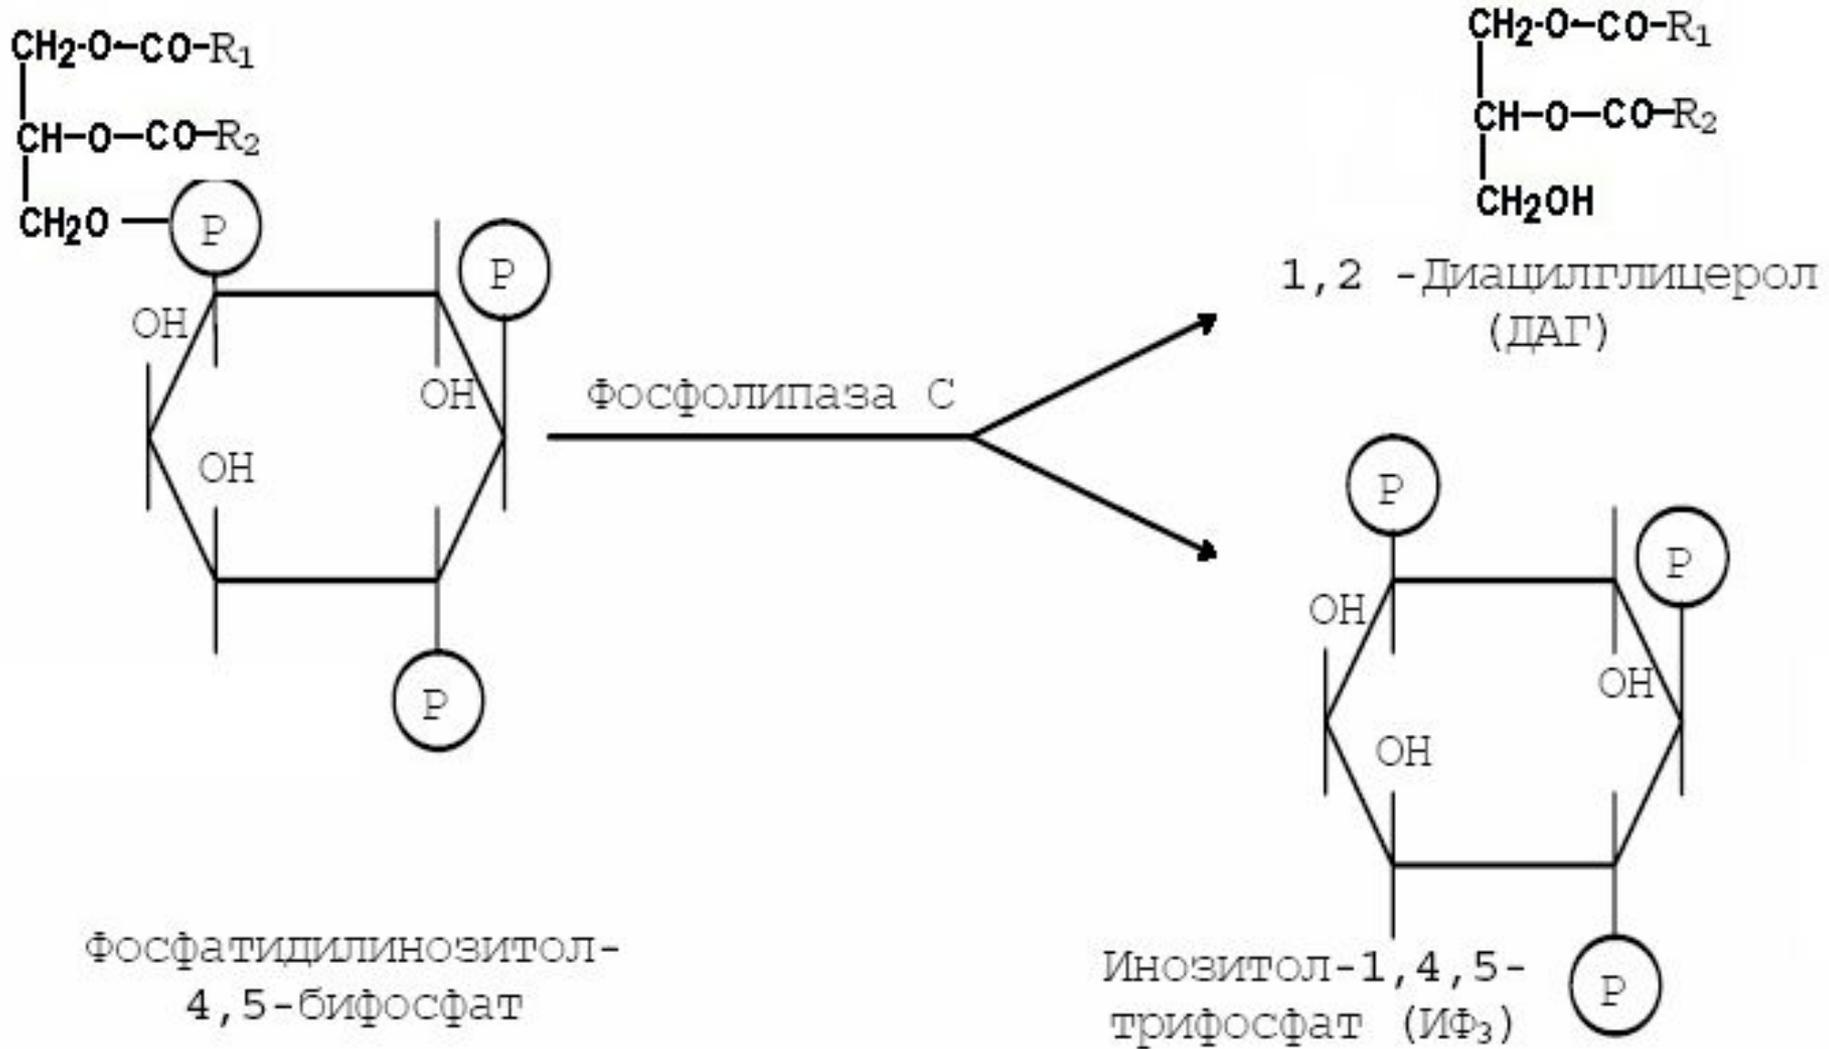 CH2-O-CO-R1
CH-O-CO-R2
CH2O
P
P
OH
OH
OH
P
Фосфатидилинозитол-
4,5-бифосфат
Фосфолипаза С
CH2-O-CO-R1
CH-O-CO-R2
CH2OH
1,2 -Диацилглицерол
(ДАГ)
P
P
OH
OH
OH
P
Инозитол-1,4,5-
трифосфат (ИФ3)